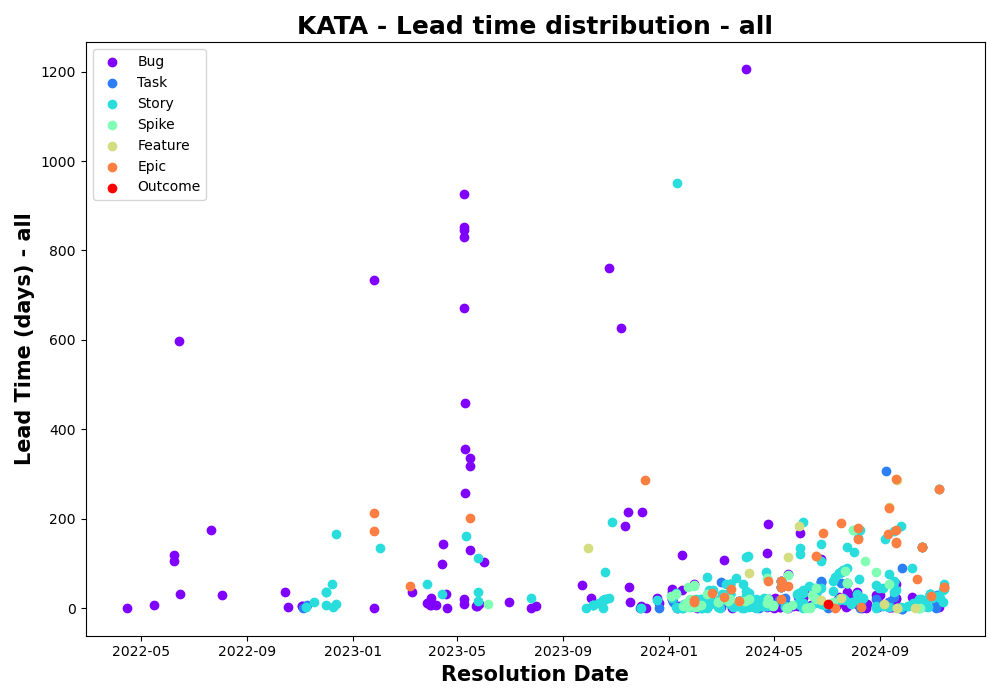 KATA - Lead time distribution - all
Bug
Task
Story
Spike
Feature
Epic
Outcome
1200
1000
800
600
400
200
0
Lead Time (days) - all
2022-05 2022-09 2023-01 2023-05 2023-09 2024-01 2024-05 2024-09
Resolution Date